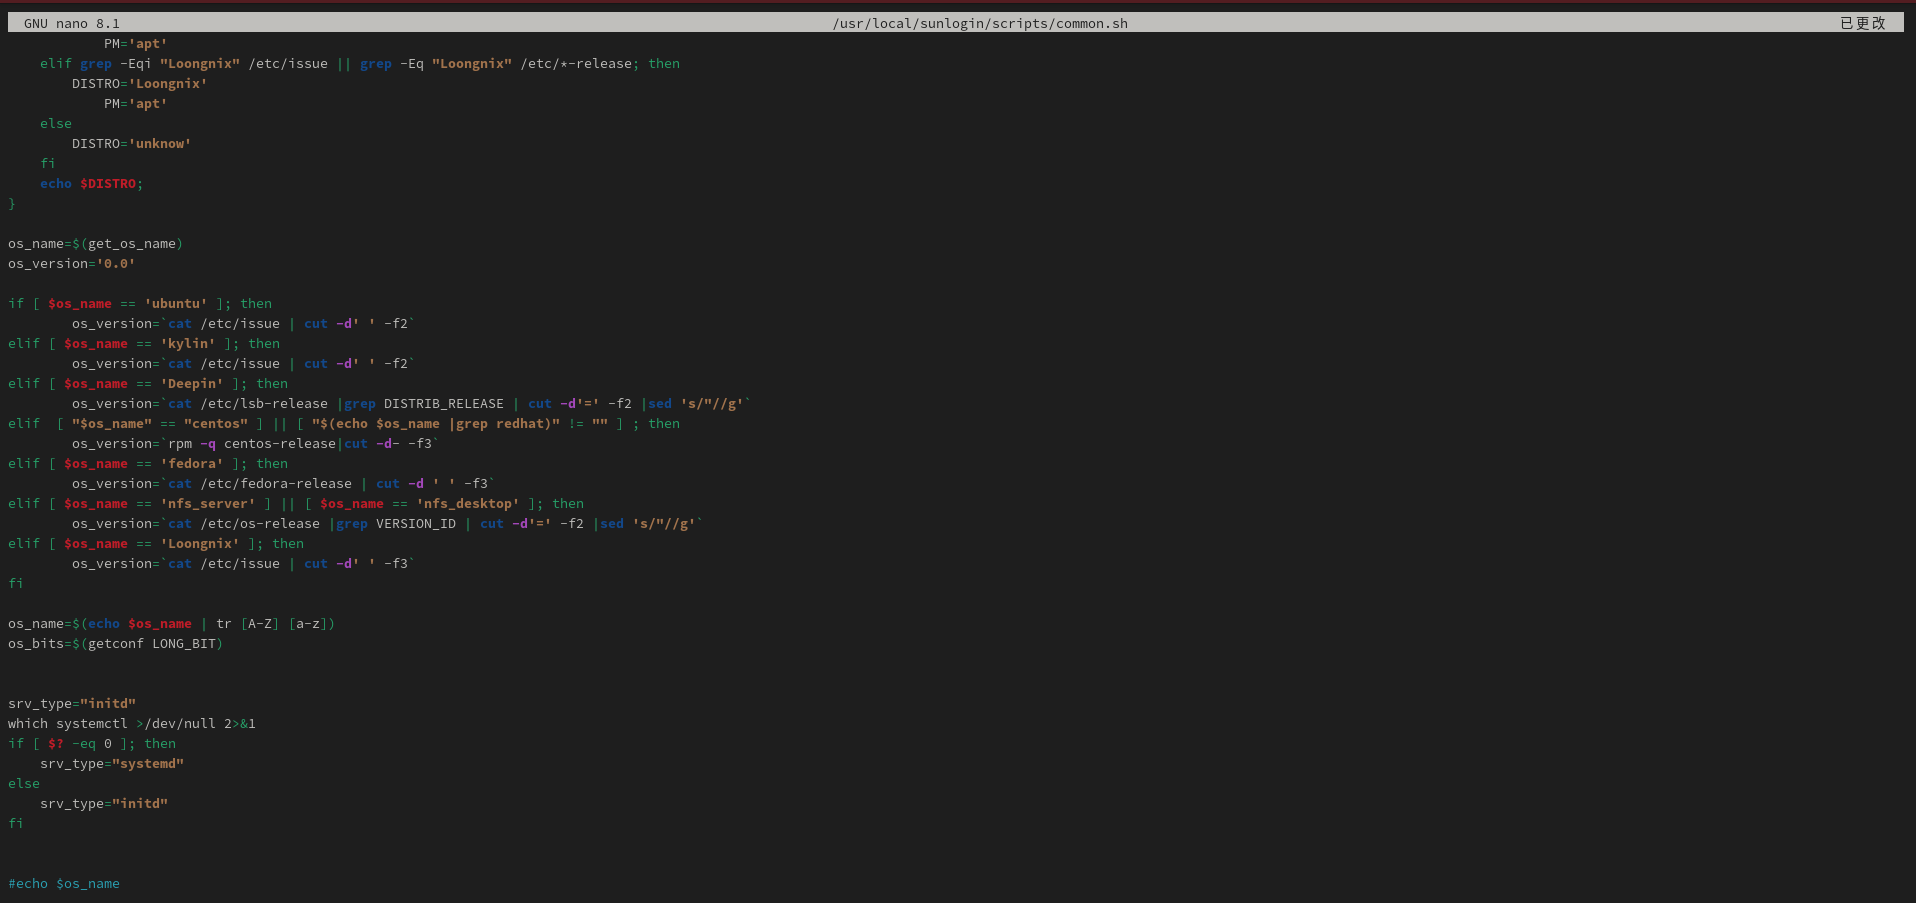 GNU nano 8.1 /usr/local/sunlogin/scripts/common.sh 已更改
            PM='apt'
    elif grep -Eqi "Loongnix" /etc/issue || grep -Eq "Loongnix" /etc/*-release; then
        DISTRO='Loongnix'
            PM='apt'
    else
        DISTRO='unknow'
    fi
    echo $DISTRO;
}
os_name=$(get_os_name)
os_version='0.0'
if [ $os_name == 'ubuntu' ]; then
        os_version=`cat /etc/issue | cut -d' ' -f2`
elif [ $os_name == 'kylin' ]; then
        os_version=`cat /etc/issue | cut -d' ' -f2`
elif [ $os_name == 'Deepin' ]; then
        os_version=`cat /etc/lsb-release |grep DISTRIB_RELEASE | cut -d'=' -f2 |sed 's/"//g'`
elif  [ "$os_name" == "centos" ] || [ "$(echo $os_name |grep redhat)" != "" ] ; then
        os_version=`rpm -q centos-release|cut -d- -f3`
elif [ $os_name == 'fedora' ]; then
        os_version=`cat /etc/fedora-release | cut -d ' ' -f3`
elif [ $os_name == 'nfs_server' ] || [ $os_name == 'nfs_desktop' ]; then
        os_version=`cat /etc/os-release |grep VERSION_ID | cut -d'=' -f2 |sed 's/"//g'`
elif [ $os_name == 'Loongnix' ]; then
        os_version=`cat /etc/issue | cut -d' ' -f3`
fi
os_name=$(echo $os_name | tr [A-Z] [a-z])
os_bits=$(getconf LONG_BIT)
srv_type="initd"
which systemctl >/dev/null 2>&1
if [ $? -eq 0 ]; then
    srv_type="systemd"
else
    srv_type="initd"
fi
#echo $os_name